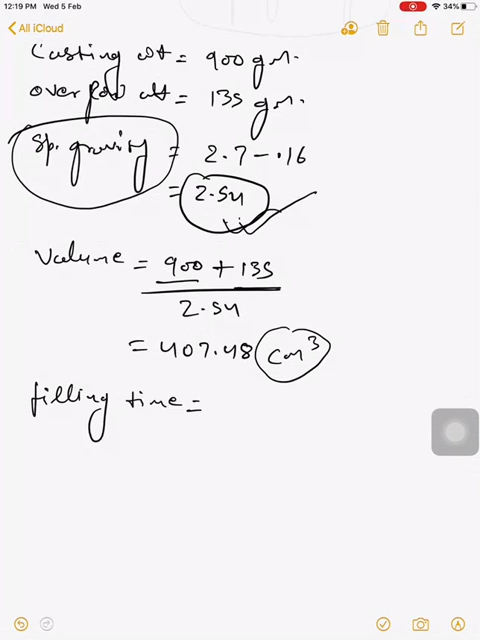 12:19 PM Wed 5 Feb
34%
All iCloud
Casting wt = 900 gm.
over flow wt = 135 gm.
Sp. gravity = 2.7 - .16
= 2.54
Volume = 900 + 135
2.54
= 407.48 cm³
filling time =